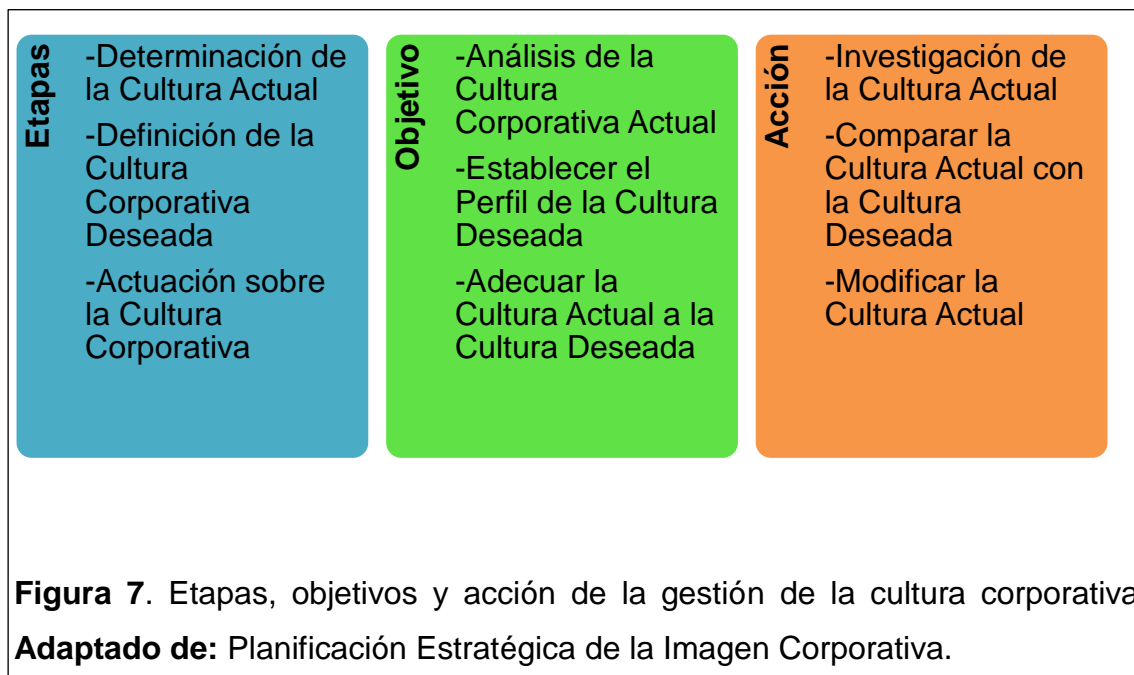 Etapas
-Determinación de
la Cultura Actual
-Definición de la
Cultura
Corporativa
Deseada
-Actuación sobre
la Cultura
Corporativa
Objetivo
-Análisis de la
Cultura
Corporativa Actual
-Establecer el
Perfil de la Cultura
Deseada
-Adecuar la
Cultura Actual a la
Cultura Deseada
Acción
-Investigación de
la Cultura Actual
-Comparar la
Cultura Actual con
la Cultura
Deseada
-Modificar la
Cultura Actual
Figura 7. Etapas, objetivos y acción de la gestión de la cultura corporativa
Adaptado de: Planificación Estratégica de la Imagen Corporativa.